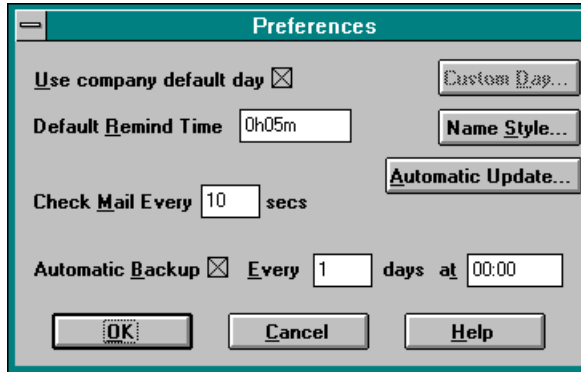 Preferences
Use company default day
Custom Day...
Default Remind Time 0h05m
Name Style...
Automatic Update...
Check Mail Every 10 secs
Automatic Backup Every 1 days at 00:00
OK Cancel Help